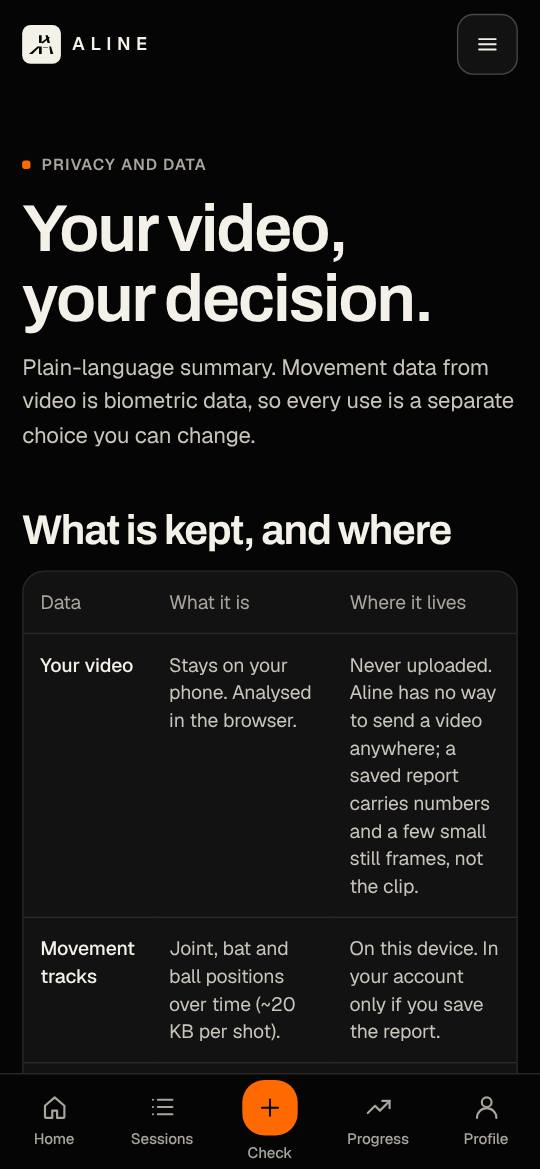 ALINE
PRIVACY AND DATA
Your video,
your decision.
Plain-language summary. Movement data from
video is biometric data, so every use is a separate
choice you can change.
What is kept, and where
Data
What it is
Where it lives
Your video
Stays on your
phone. Analysed
in the browser.
Never uploaded.
Aline has no way
to send a video
anywhere; a
saved report
carries numbers
and a few small
still frames, not
the clip.
Movement
tracks
Joint, bat and
ball positions
over time (~20
KB per shot).
On this device. In
your account
only if you save
the report.
Home
Sessions
Check
Progress
Profile